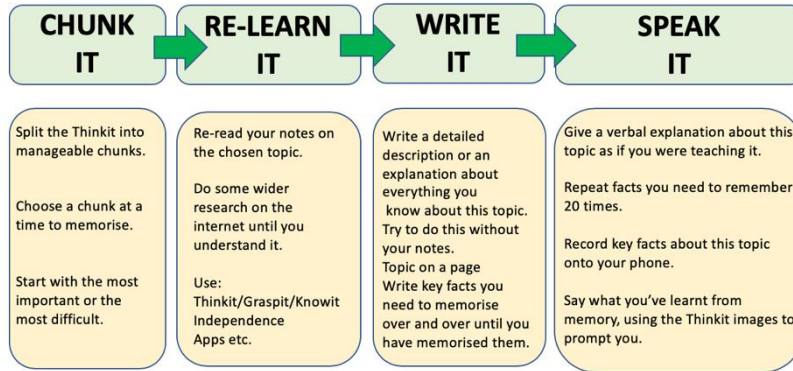 CHUNK
IT
RE-LEARN
IT
WRITE
IT
SPEAK
IT
Split the Thinkit into
manageable chunks.
Choose a chunk at a
time to memorise.
Start with the most
important or the
most difficult.
Re-read your notes on
the chosen topic.
Do some wider
research on the
internet until you
understand it.
Use:
Thinkit/Graspit/Knowit
Independence
Apps etc.
Write a detailed
description or an
explanation about
everything you
know about this topic.
Try to do this without
your notes.
Topic on a page
Write key facts you
need to memorise
over and over until you
have memorised them.
Give a verbal explanation about this
topic as if you were teaching it.
Repeat facts you need to remember
20 times.
Record key facts about this topic
onto your phone.
Say what you've learnt from
memory, using the Thinkit images to
prompt you.